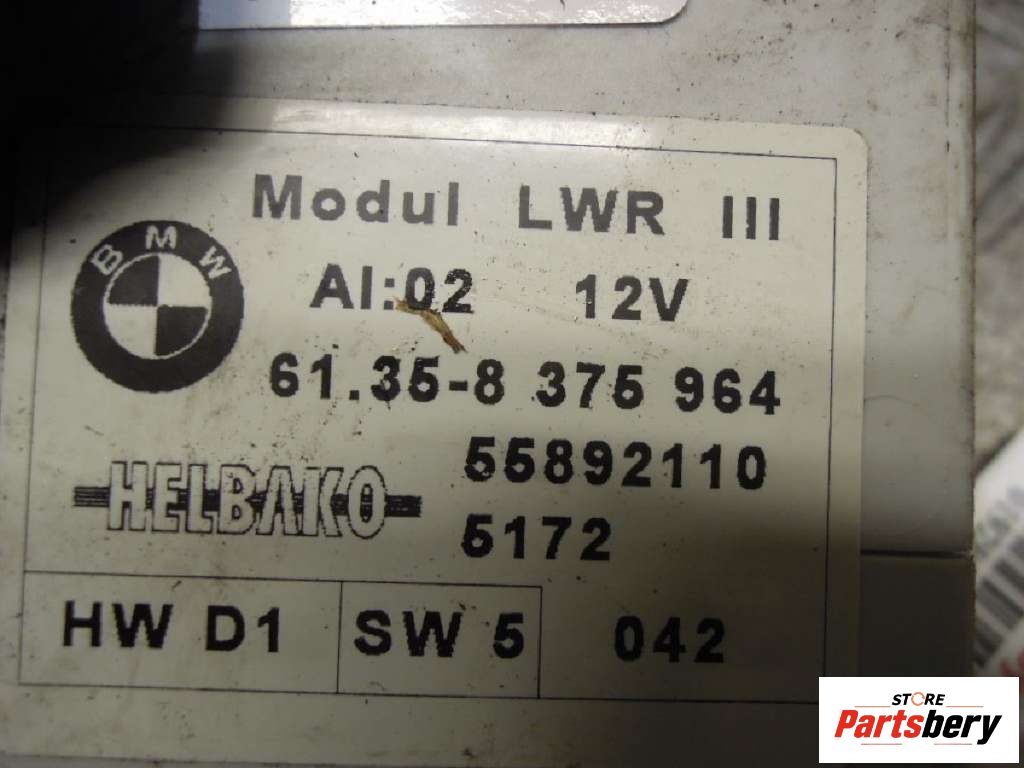 Modul LWR III
BMW
AI:02 12V
61.35-8 375 964
55892110
HELBAKO
5172
HW D1 SW 5 042
STORE
Partsbery